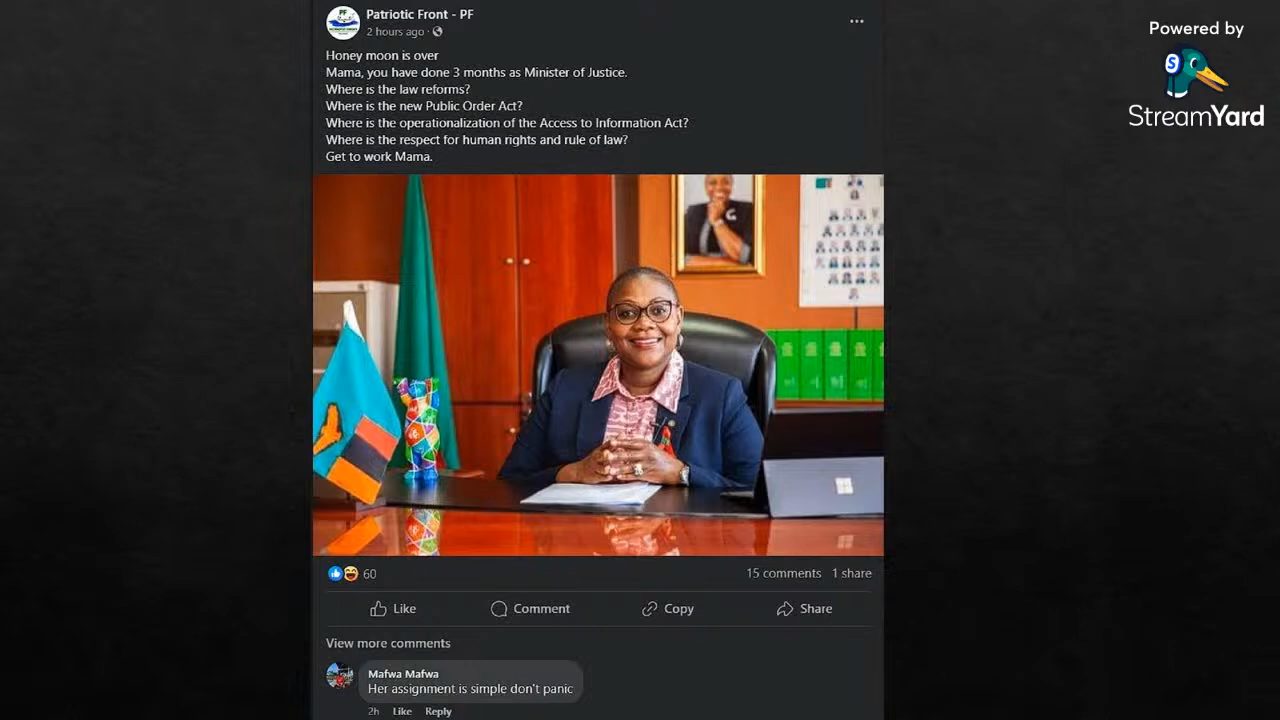 Patriotic Front - PF
2 hours ago
Powered by
StreamYard
Honey moon is over
Mama, you have done 3 months as Minister of Justice.
Where is the law reforms?
Where is the new Public Order Act?
Where is the operationalization of the Access to Information Act?
Where is the respect for human rights and rule of law?
Get to work Mama.
60
15 comments 1 share
Like Comment Copy Share
View more comments
Mafwa Mafwa
Her assignment is simple don't panic
2h Like Reply